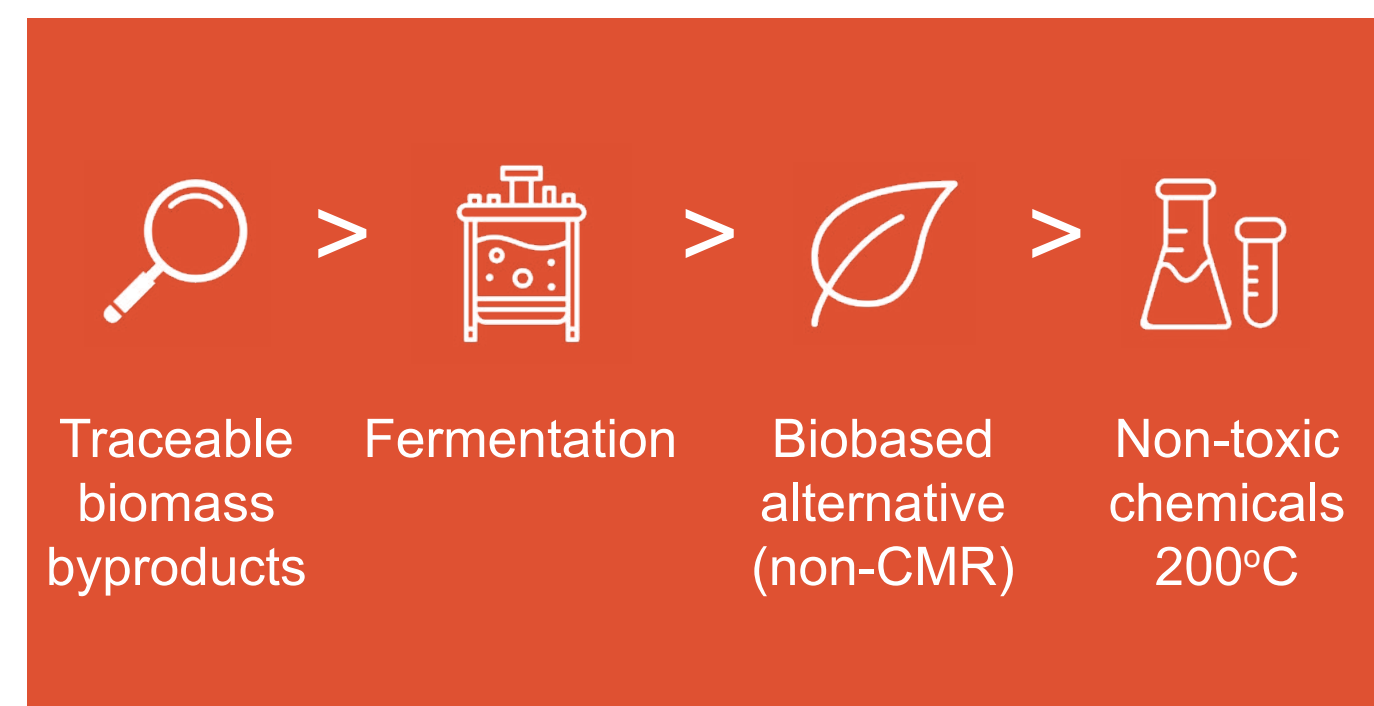 > > >
Traceable
biomass
byproducts
Fermentation
Biobased
alternative
(non-CMR)
Non-toxic
chemicals
200ºC